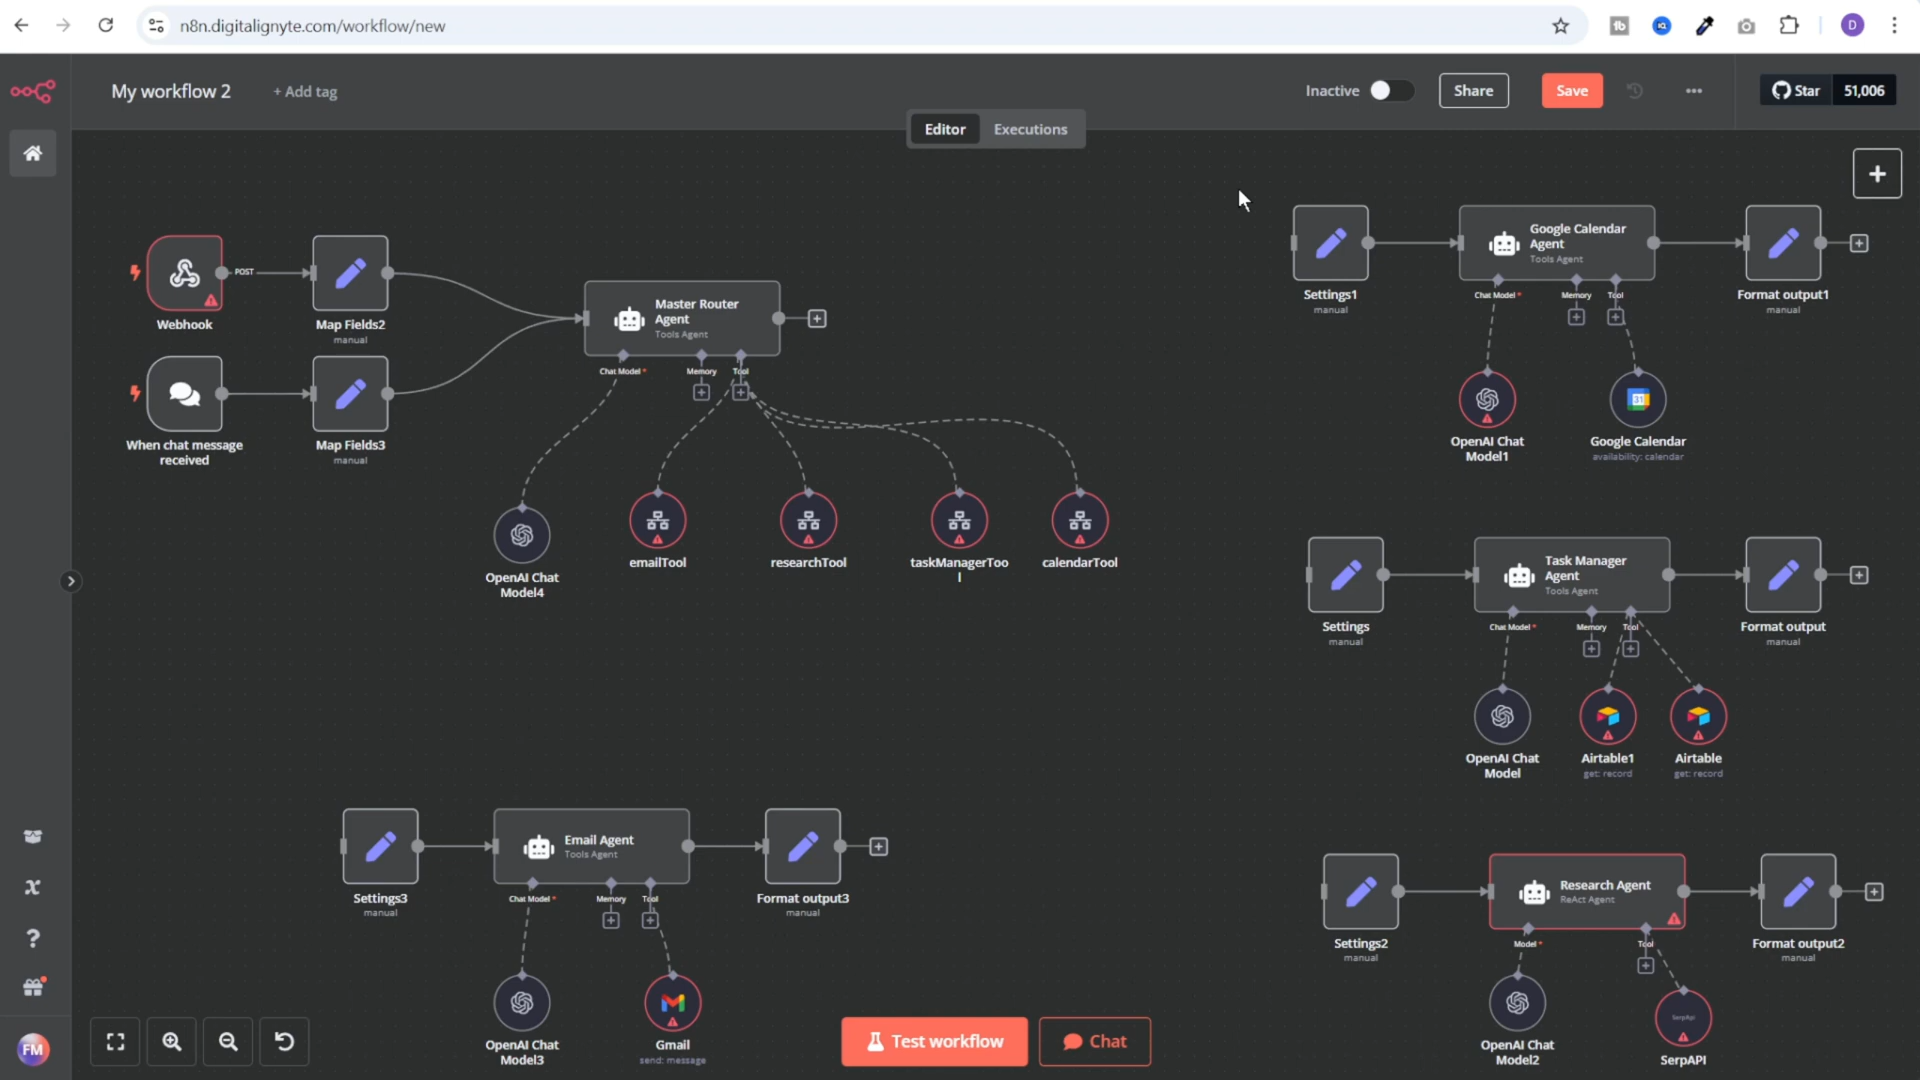 n8n.digitalignyte.com/workflow/new
tb
D
My workflow 2
+ Add tag
Inactive
Share
Save
Star
51,006
Editor
Executions
POST
Webhook
Map Fields2
manual
When chat message
received
Map Fields3
manual
Master Router
Agent
Tools Agent
Chat Model *
Memory
Tool
OpenAI Chat
Model4
emailTool
researchTool
taskManagerToo
l
calendarTool
Settings1
manual
Google Calendar
Agent
Tools Agent
Chat Model *
Memory
Tool
Format output1
manual
OpenAI Chat
Model1
31
Google Calendar
availability: calendar
Settings
manual
Task Manager
Agent
Tools Agent
Chat Model *
Memory
Tool
Format output
manual
OpenAI Chat
Model
Airtable1
get: record
Airtable
get: record
Settings3
manual
Email Agent
Tools Agent
Chat Model *
Memory
Tool
Format output3
manual
OpenAI Chat
Model3
Gmail
send: message
Settings2
manual
Research Agent
ReAct Agent
Model *
Tool
Format output2
manual
OpenAI Chat
Model2
SerpApi
SerpAPI
FM
Test workflow
Chat